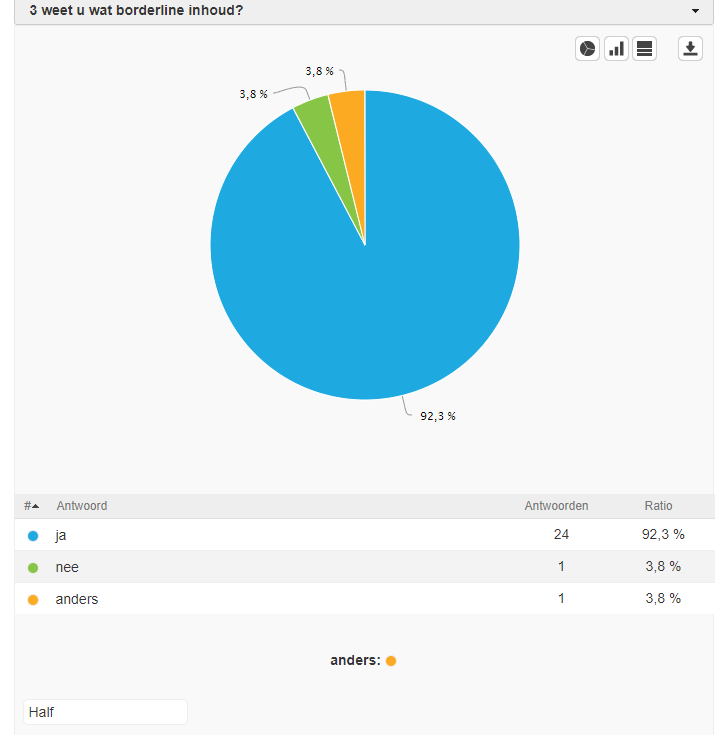 3 weet u wat borderline inhoud?
3,8 %
3,8 %
92,3 %
# Antwoord Antwoorden Ratio
ja 24 92,3 %
nee 1 3,8 %
anders 1 3,8 %
anders:
Half